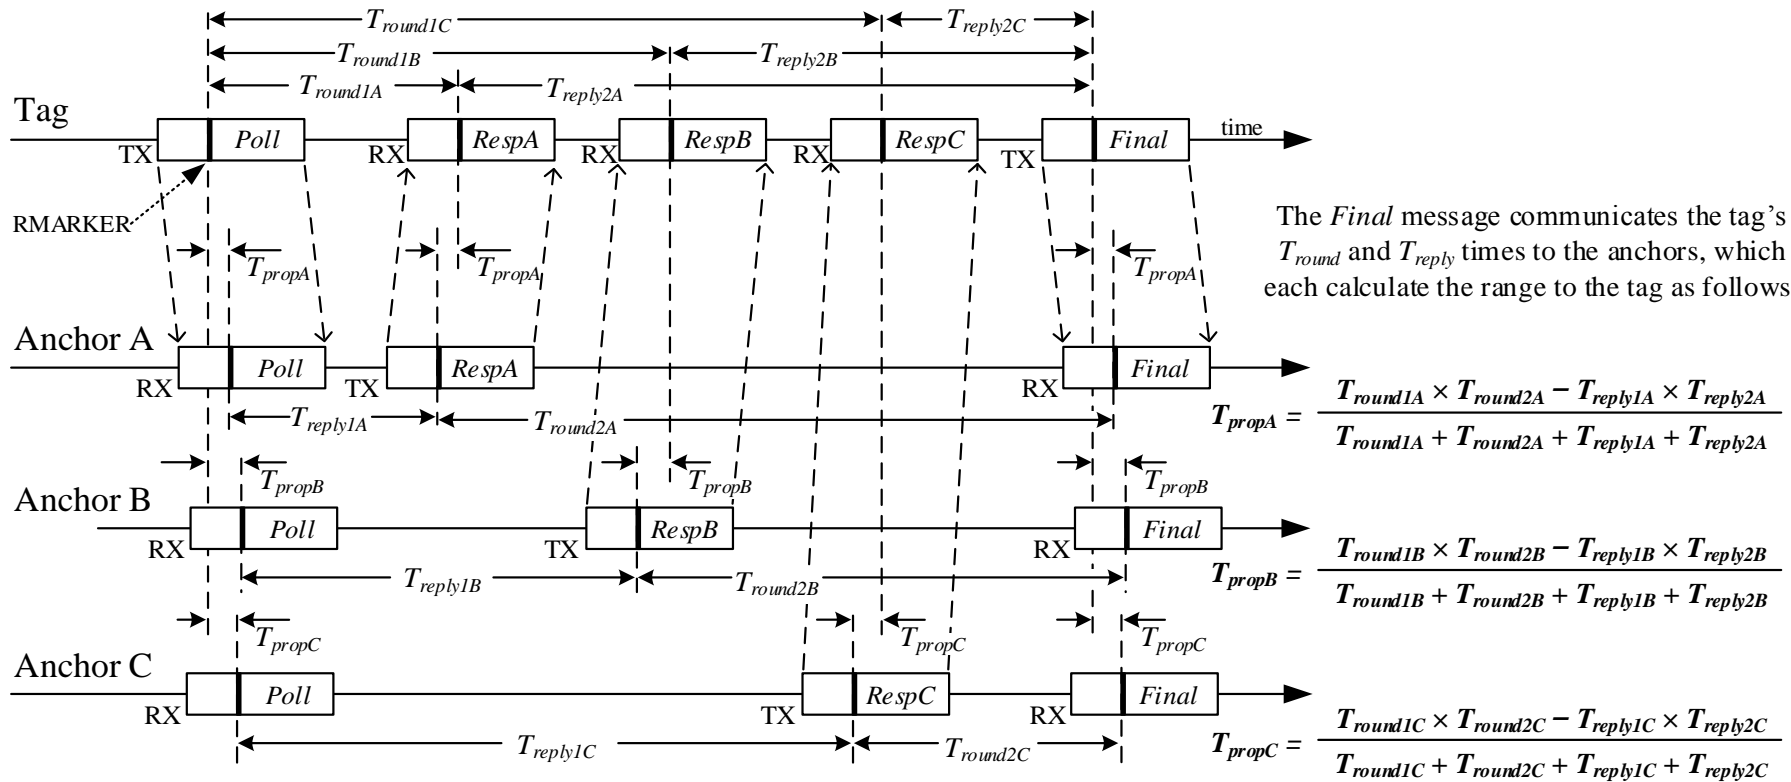 T_round1C
T_reply2C
T_round1B
T_reply2B
T_round1A
T_reply2A
Tag
Poll
RespA
RespB
RespC
Final
time
TX
RX
RX
RX
TX
RMARKER
The Final message communicates the tag’s
T_round and T_reply times to the anchors, which
each calculate the range to the tag as follows
T_propA
T_propA
T_propA
Anchor A
Poll
RespA
Final
RX
TX
RX
T_reply1A
T_round2A
T_propA = T_round1A × T_round2A − T_reply1A × T_reply2A
T_round1A + T_round2A + T_reply1A + T_reply2A
T_propB
T_propB
T_propB
Anchor B
Poll
RespB
Final
RX
TX
RX
T_reply1B
T_round2B
T_propB = T_round1B × T_round2B − T_reply1B × T_reply2B
T_round1B + T_round2B + T_reply1B + T_reply2B
T_propC
T_propC
T_propC
Anchor C
Poll
RespC
Final
RX
TX
RX
T_reply1C
T_round2C
T_propC = T_round1C × T_round2C − T_reply1C × T_reply2C
T_round1C + T_round2C + T_reply1C + T_reply2C